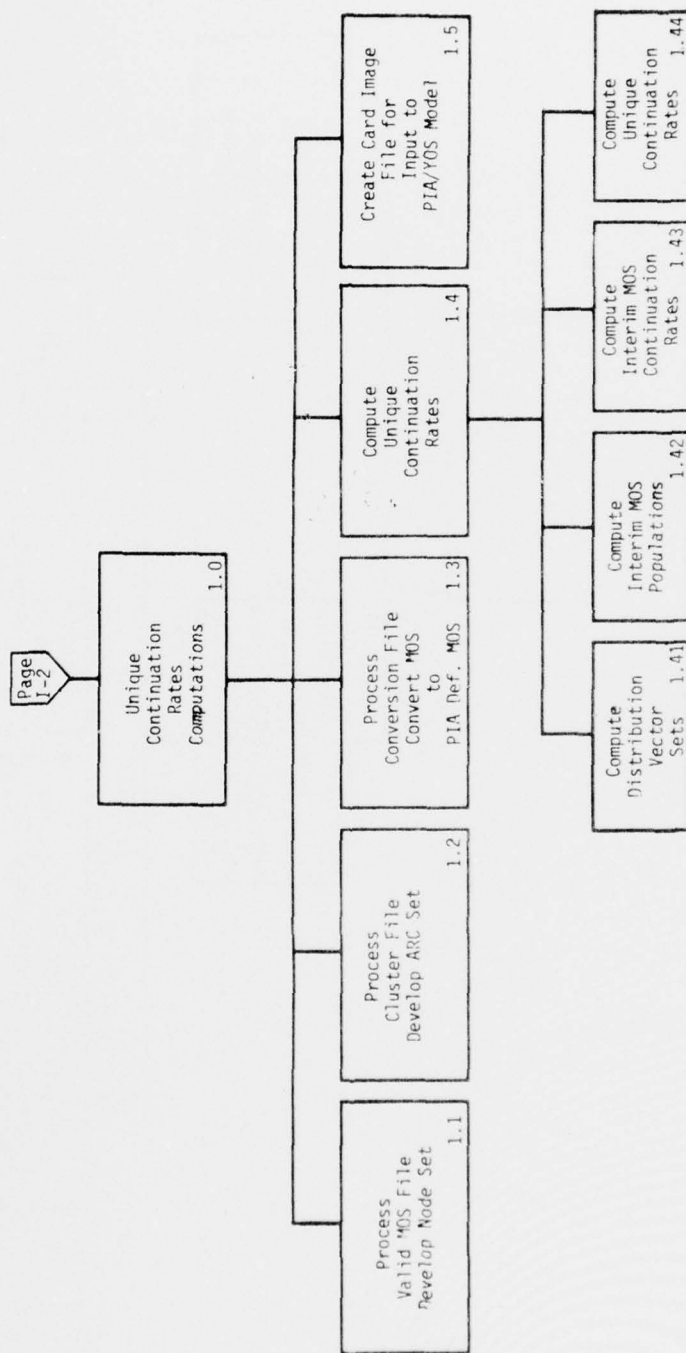 Page
I-2
Unique
Continuation
Rates
Computations
1.0
Process
Valid MOS File
Develop Node Set
1.1
Process
Cluster File
Develop ARC Set
1.2
Process
Conversion File
Convert MOS
to
PIA Def. MOS
1.3
Compute
Unique
Continuation
Rates
1.4
Create Card Image
File for
Input to
PIA/YOS Model
1.5
Compute
Distribution
Vector
Sets 1.41
Compute
Interim MOS
Populations
1.42
Compute
Interim MOS
Continuation
Rates 1.43
Compute
Unique
Continuation
Rates 1.44